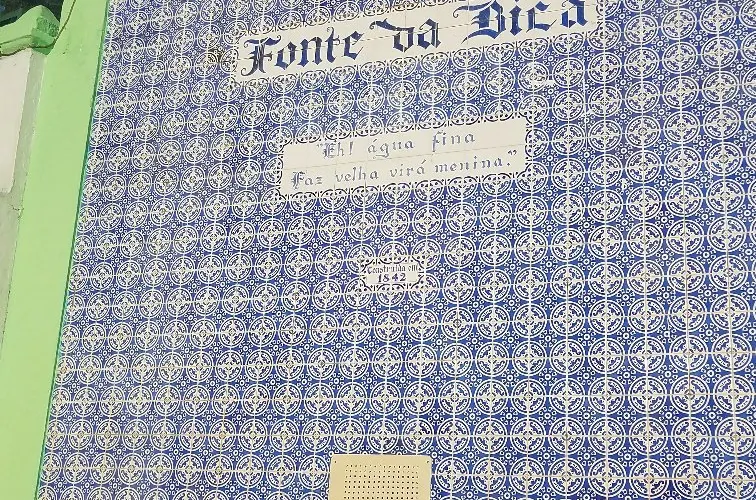 Fonte da Bica
"Eh! água fina
Faz velha virá menina."
Construída em
1842